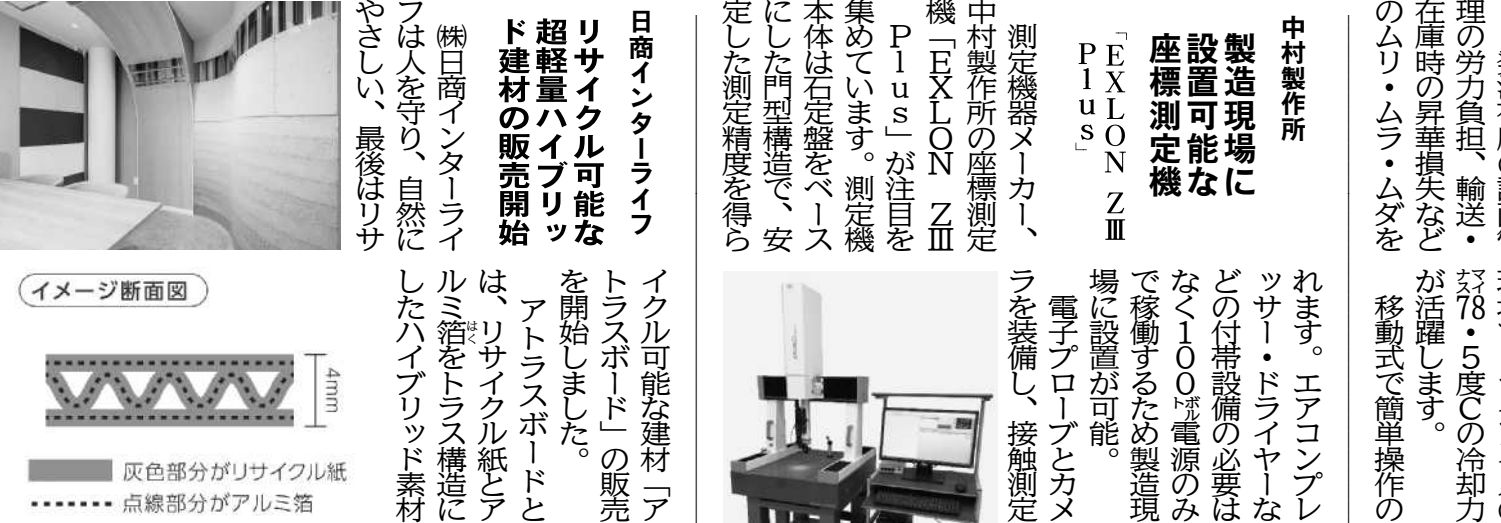 理の労力負担、輸送・
在庫時の昇華損失など
のムリ・ムラ・ムダを
マイナス78・5度Cの冷却力
が活躍します。
移動式で簡単操作の
中村製作所
製造現場に
設置可能な
座標測定機
「EXLON ZⅢ
Plus」
測定機器メーカー、
中村製作所の座標測定
機「EXLON ZⅢ
Plus」が注目を
集めています。測定機
本体は石定盤をベース
にした門型構造で、安
定した測定精度を得ら
れます。エアコンプレ
ッサー・ドライヤーな
どの付帯設備の必要は
なく100ボルト電源のみ
で稼働するため製造現
場に設置が可能。
電子プローブとカメ
ラを装備し、接触測定
日商インターライフ
リサイクル可能な
超軽量ハイブリッ
ド建材の販売開始
㈱日商インターライ
フは人を守り、自然に
やさしい、最後はリサ
イクル可能な建材「ア
トラスボード」の販売
を開始しました。
アトラスボードと
は、リサイクル紙とア
ルミ箔はくをトラス構造に
したハイブリッド素材
イメージ断面図
4mm
灰色部分がリサイクル紙
点線部分がアルミ箔